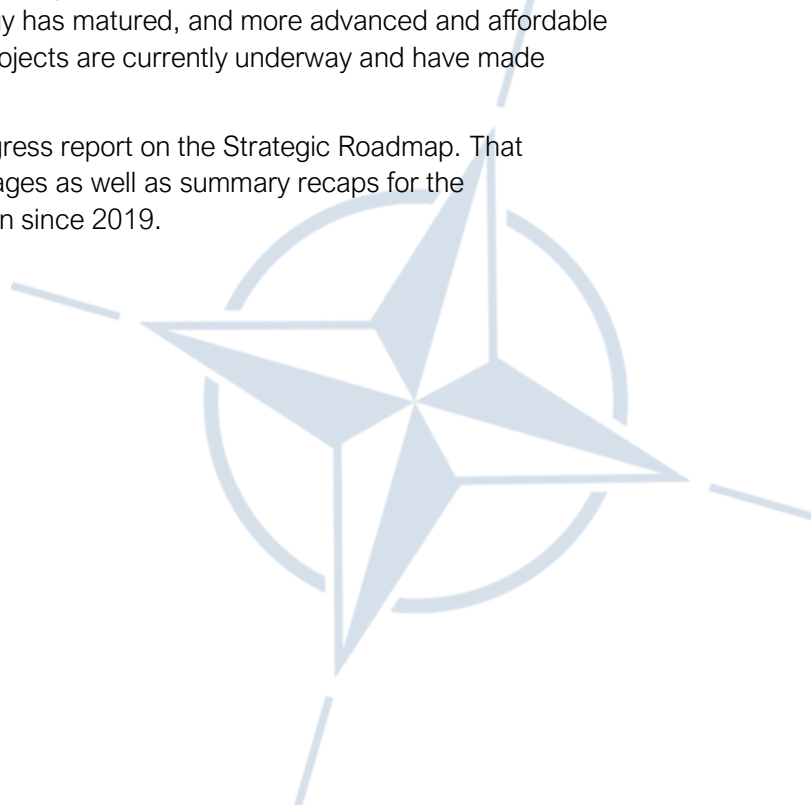 has matured, and more advanced and affordable
ojects are currently underway and have made
gress report on the Strategic Roadmap. That
ages as well as summary recaps for the
n since 2019.